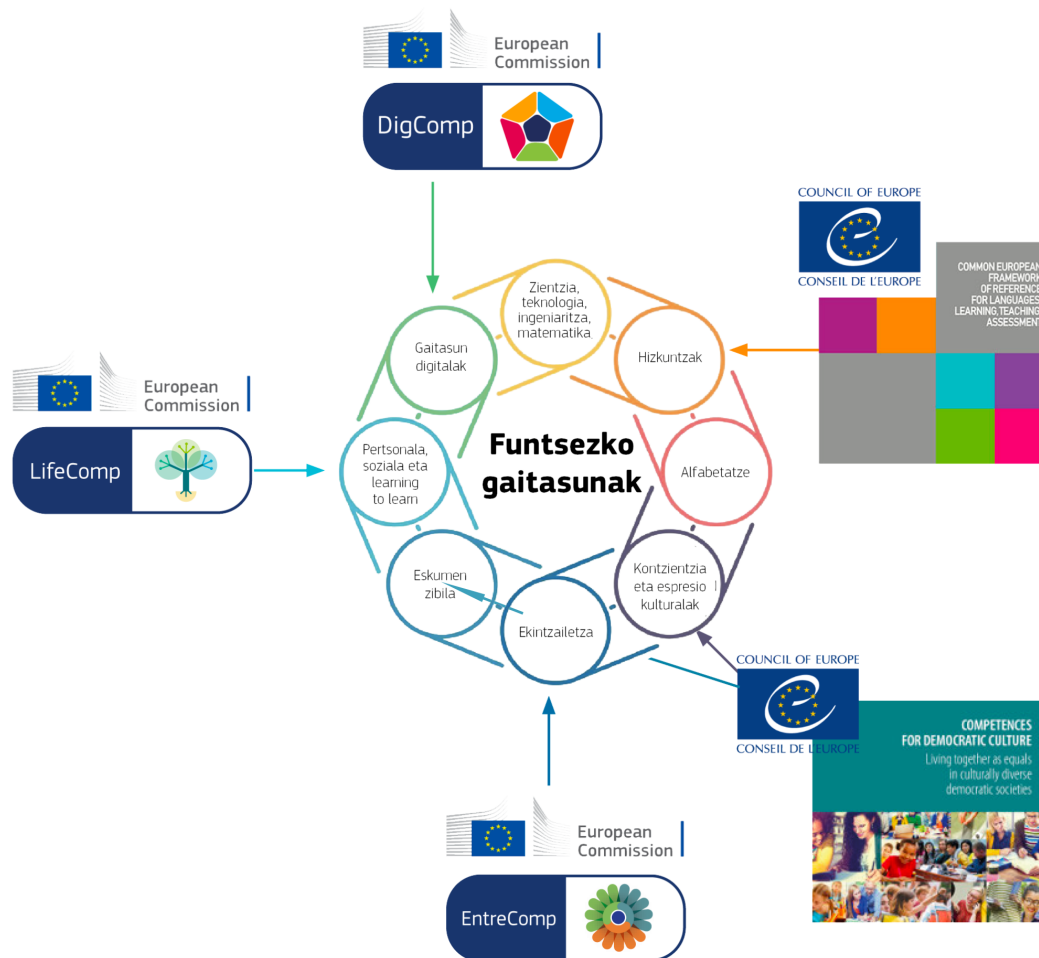 European
Commission
DigComp
COUNCIL OF EUROPE
CONSEIL DE L'EUROPE
COMMON EUROPEAN
FRAMEWORK
OF REFERENCE
FOR LANGUAGES:
LEARNING, TEACHING,
ASSESSMENT
Zientzia,
teknologia,
ingeniaritza,
matematika
Gaitasun
digitalak
Hizkuntzak
European
Commission
LifeComp
Pertsonala,
soziala eta
learning
to learn
Funtsezko
gaitasunak
Alfabetatze
Eskumen
zibila
Kontzientzia
eta espresio
kulturalak
Ekintzailetza
COUNCIL OF EUROPE
CONSEIL DE L'EUROPE
COMPETENCES
FOR DEMOCRATIC CULTURE
Living together as equals
in culturally diverse
democratic societies
European
Commission
EntreComp